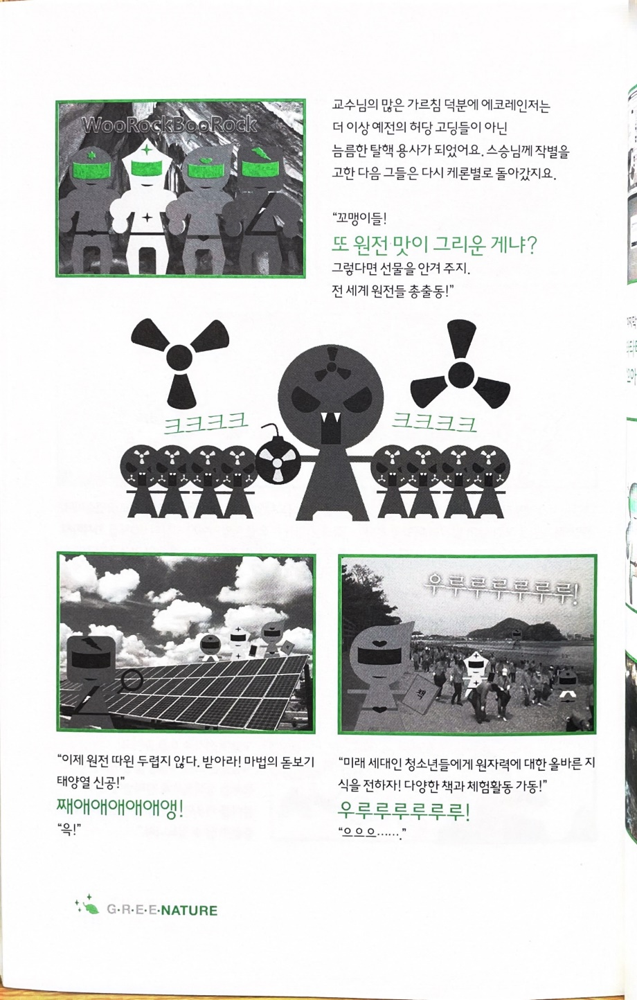 WooRockBooRock
교수님의 많은 가르침 덕분에 에코레인저는
더 이상 예전의 허당 고딩들이 아닌
늠름한 탈핵 용사가 되었어요. 스승님께 작별을
고한 다음 그들은 다시 케론별로 돌아갔지요.
“꼬맹이들!
또 원전 맛이 그리운 게냐?
그렇다면 선물을 안겨 주지.
전 세계 원전들 총출동!”
크크크크
크크크크
우루루루루루루!
책
“이제 원전 따윈 두렵지 않다. 받아라! 마법의 돋보기
태양열 신공!”
째애애애애애앵!
“윽!”
“미래 세대인 청소년들에게 원자력에 대한 올바른 지
식을 전하자! 다양한 책과 체험활동 가동!”
우루루루루루루!
“으으으…….”
G·R·E·E·NATURE